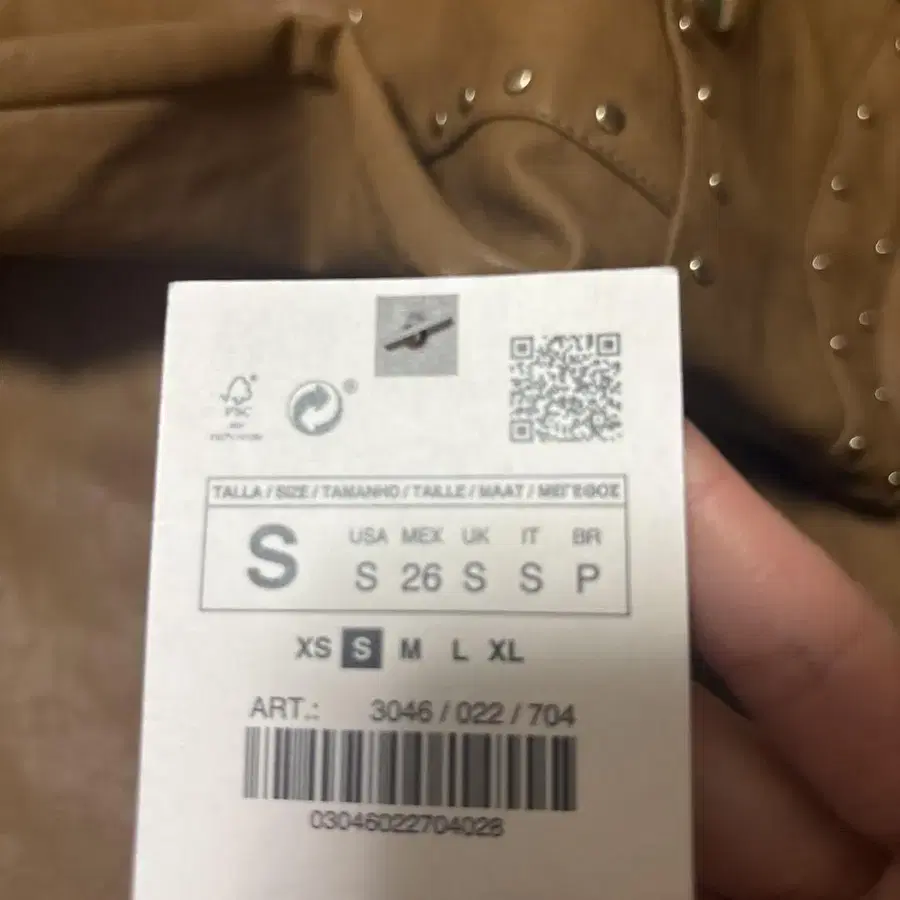 FSC
®
TALLA / SIZE / TAMANHO / TAILLE / MAAT / ΜΕΓΕΘΟΣ
S
USA MEX UK IT BR
S 26 S S P
XS S M L XL
ART.: 3046 / 022 / 704
03046022704028